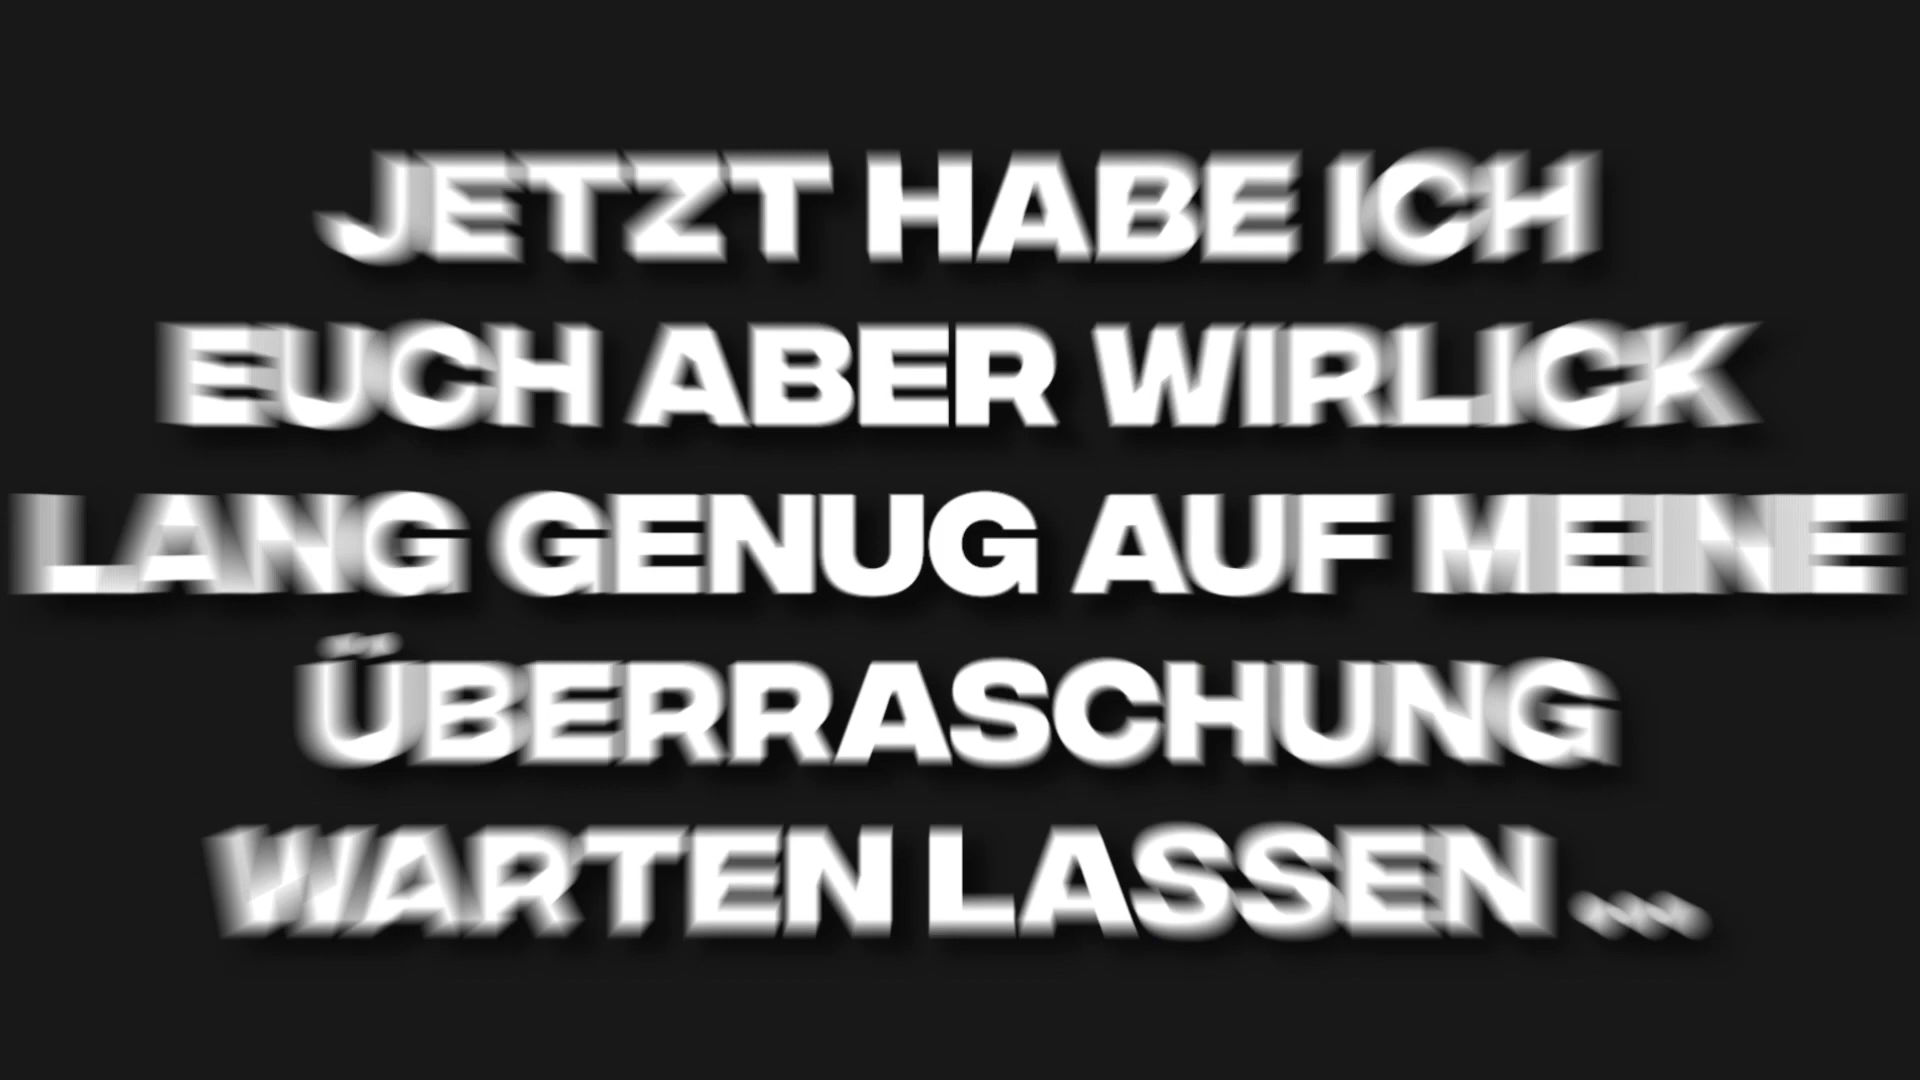 JETZT HABE ICH
EUCH ABER WIRLICK
LANG GENUG AUF MEINE
ÜBERRASCHUNG
WARTEN LASSEN ...